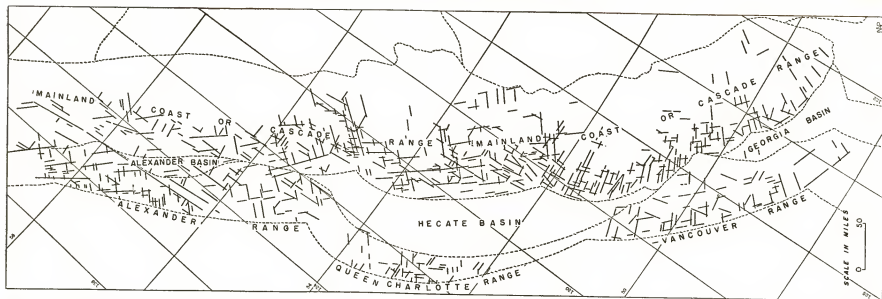 MAINLAND COAST OR CASCADE RANGE
MAINLAND COAST OR CASCADE RANGE
ALEXANDER BASIN
GEORGIA BASIN
ALEXANDER RANGE
HECATE BASIN
VANCOUVER RANGE
QUEEN CHARLOTTE RANGE
SCALE IN MILES
0 50